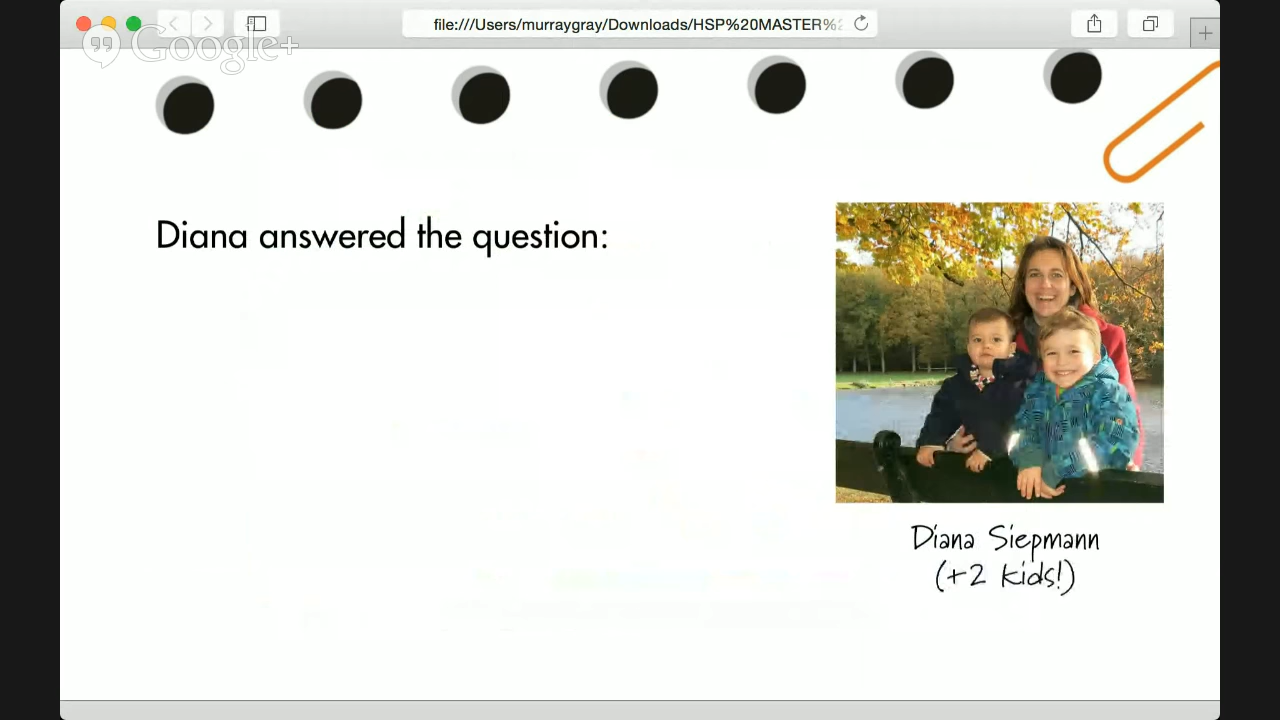 file:///Users/murraygray/Downloads/HSP%20MASTER%2
Google+
Diana answered the question:
Diana Siepmann
(+2 kids!)